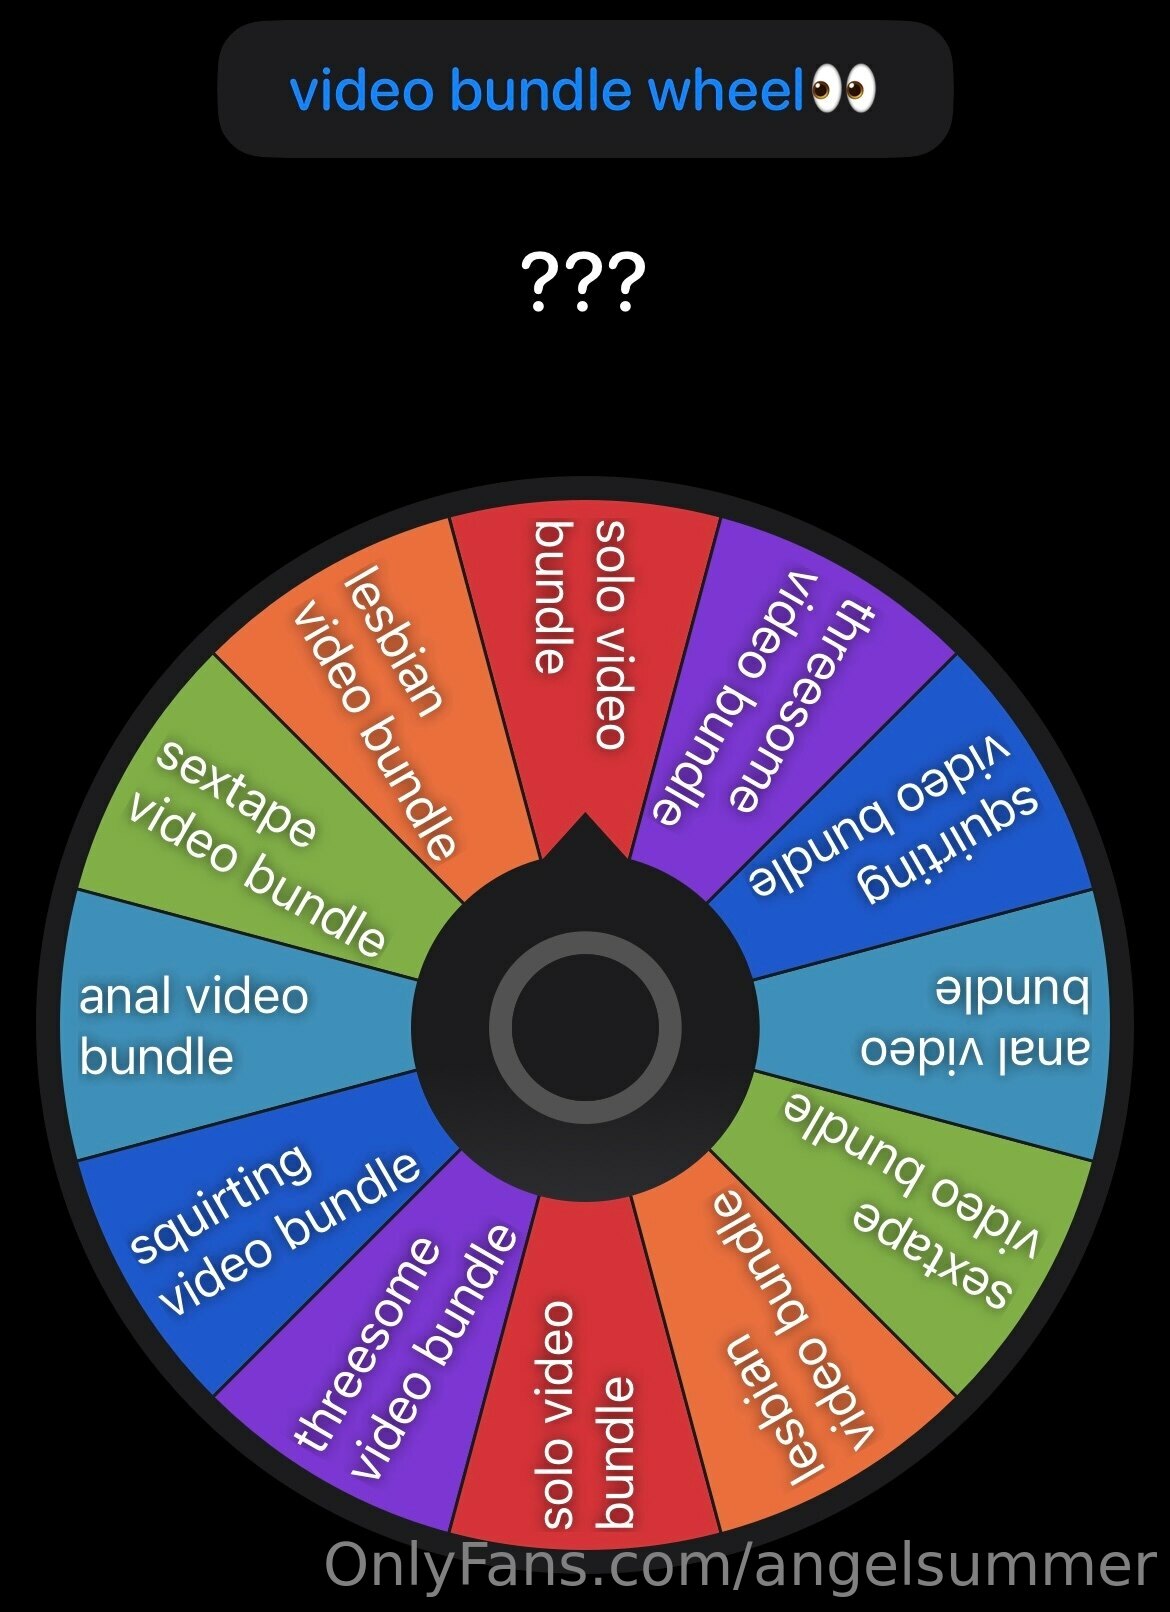 video bundle wheel👀
???
solo video
bundle
threesome
video bundle
squirting
video bundle
anal video
bundle
sextape
video bundle
lesbian
video bundle
solo video
bundle
threesome
video bundle
squirting
video bundle
anal video
bundle
sextape
video bundle
lesbian
video bundle
OnlyFans.com/angelsummer